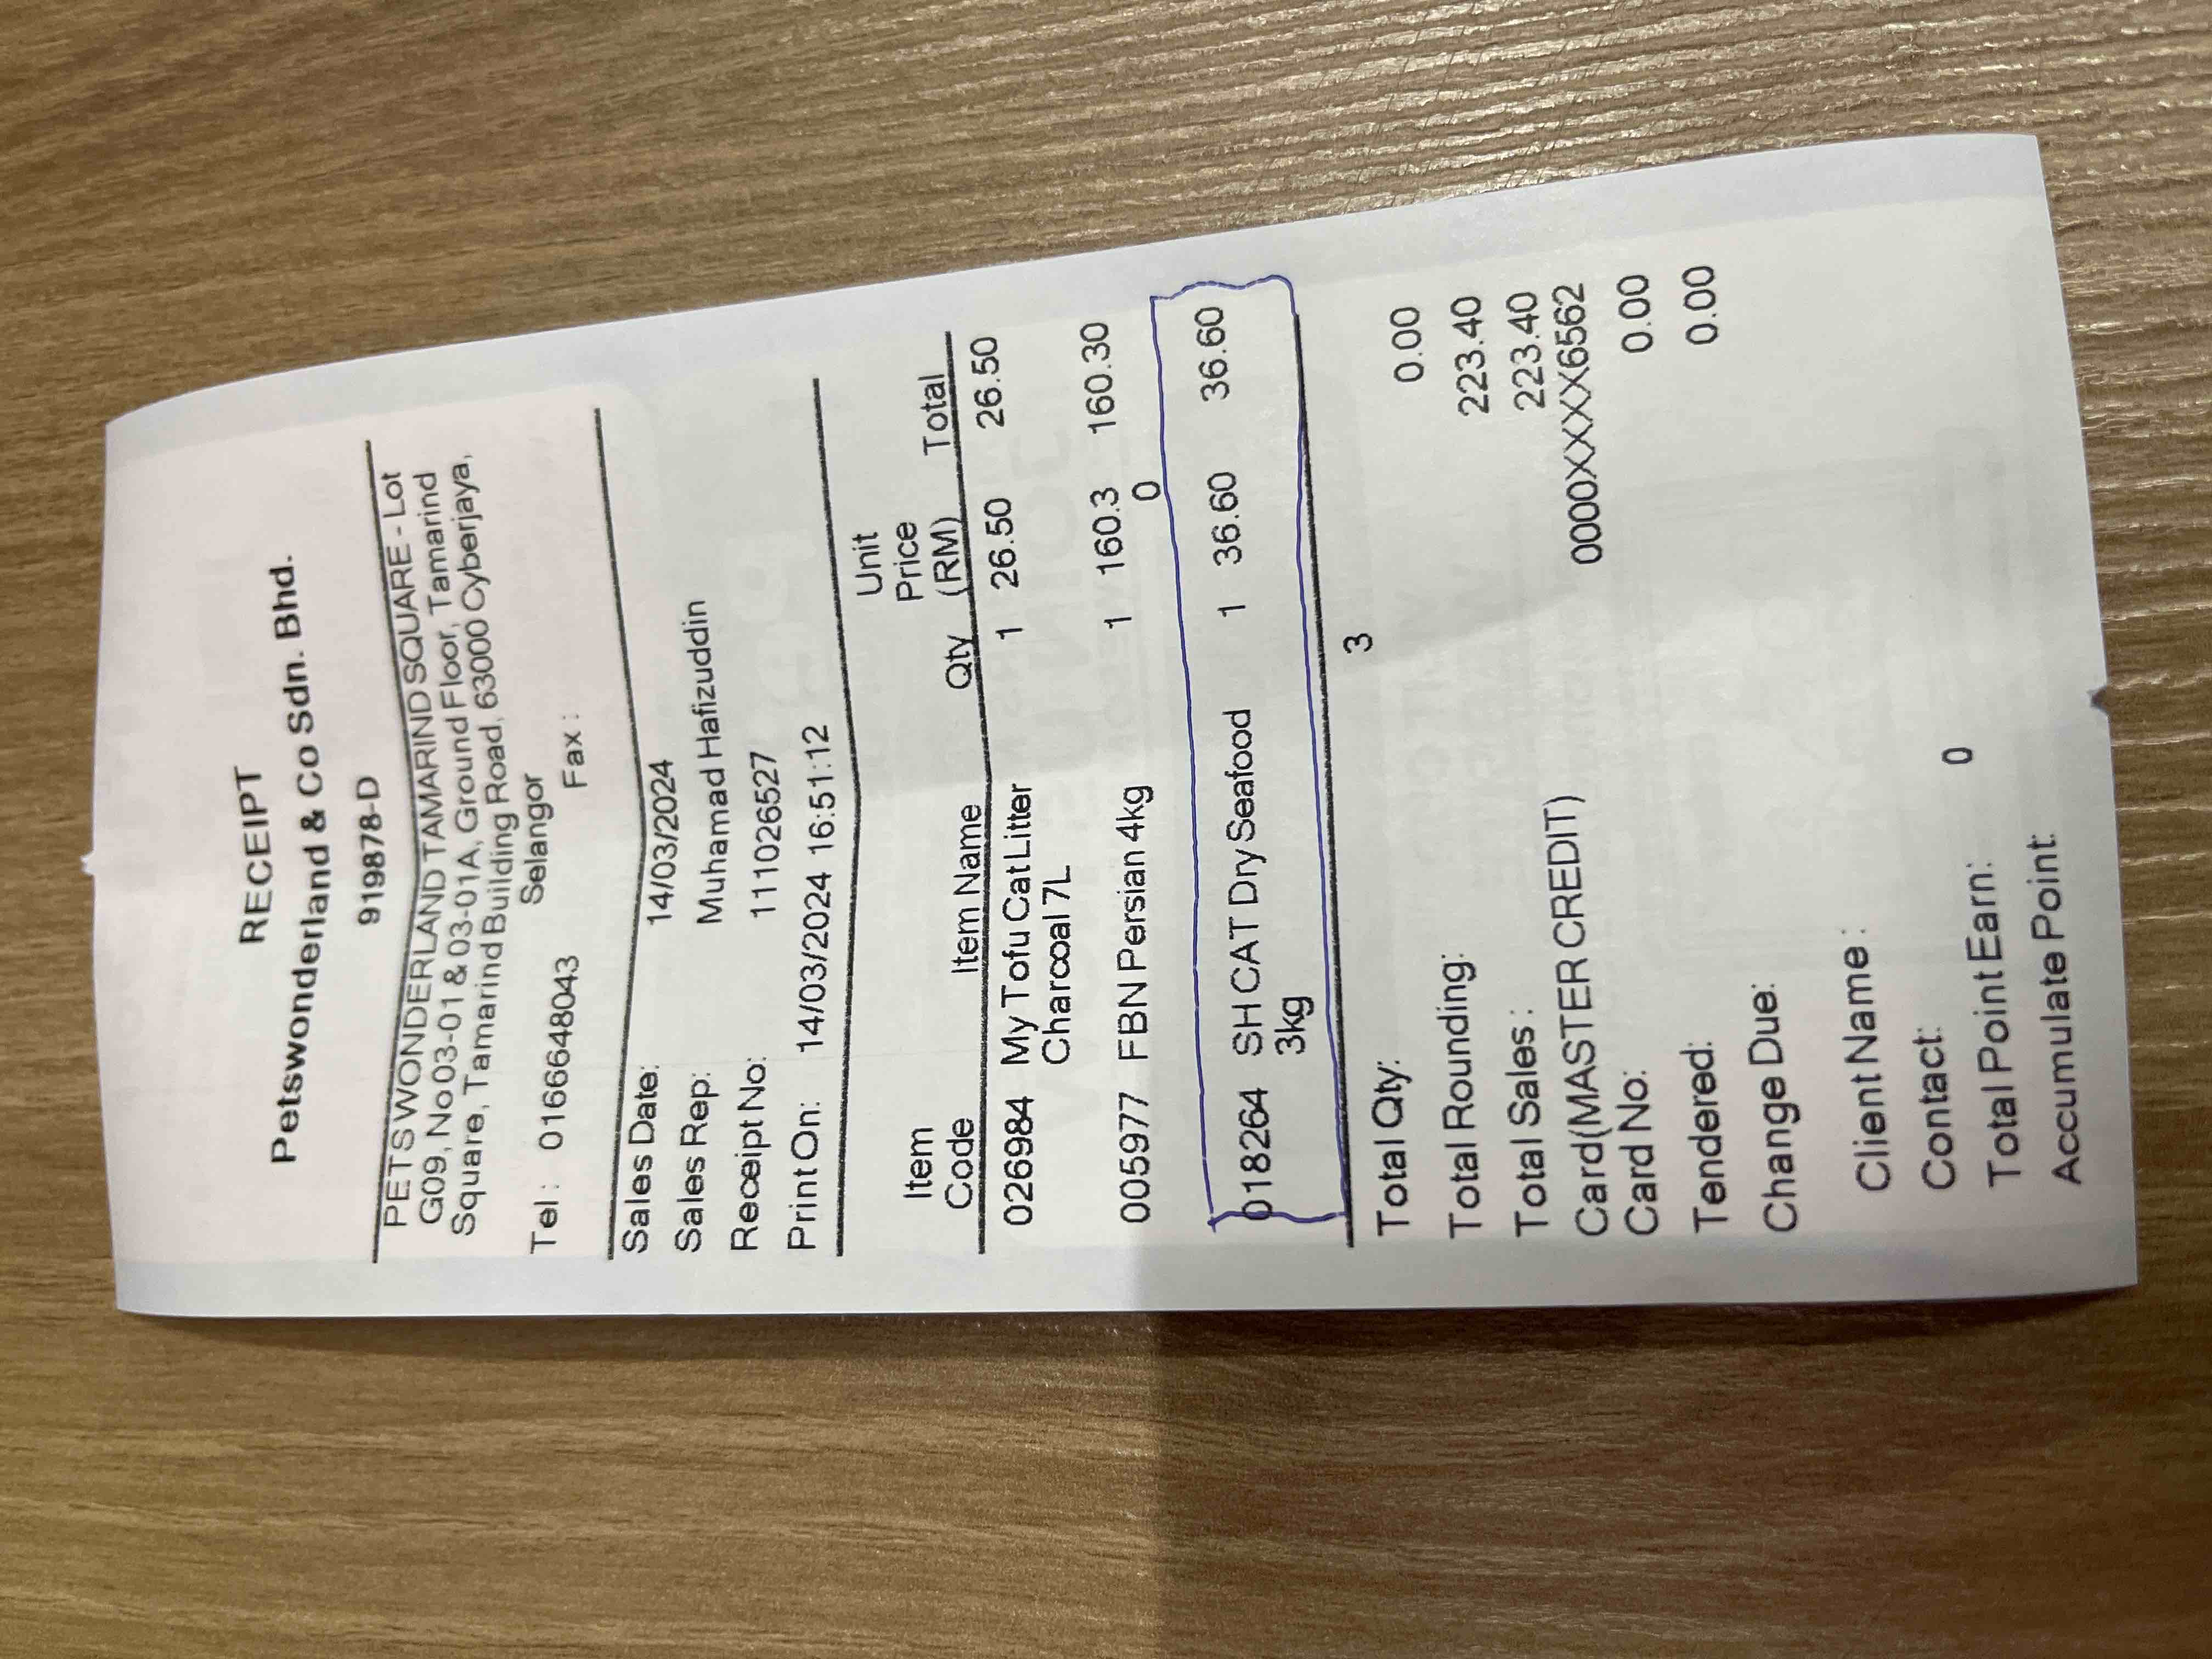 RECEIPT
Petswonderland & Co Sdn. Bhd.
919878-D
PETS WONDERLAND TAMARIND SQUARE - Lot
G09, No 03-01 & 03-01A, Ground Floor, Tamarind
Square, Tamarind Building Road, 63000 Cyberjaya,
Selangor
Tel : 0166648043 Fax :
Sales Date: 14/03/2024
Sales Rep: Muhamad Hafizuddin
Receipt No: 111026527
Print On: 14/03/2024 16:51:12
Unit
Item Price
Code Item Name Qty (RM) Total
026984 My Tofu Cat Litter 1 26.50 26.50
Charcoal 7L
005977 FBN Persian 4kg 1 160.3 160.30
0
018264 SH CAT Dry Seafood 1 36.60 36.60
3kg
Total Qty: 3
Total Rounding: 0.00
Total Sales : 223.40
Card(MASTER CREDIT) 223.40
Card No: 0000XXXXX6562
Tendered: 0.00
Change Due: 0.00
Client Name :
Contact:
Total Point Earn: 0
Accumulate Point: